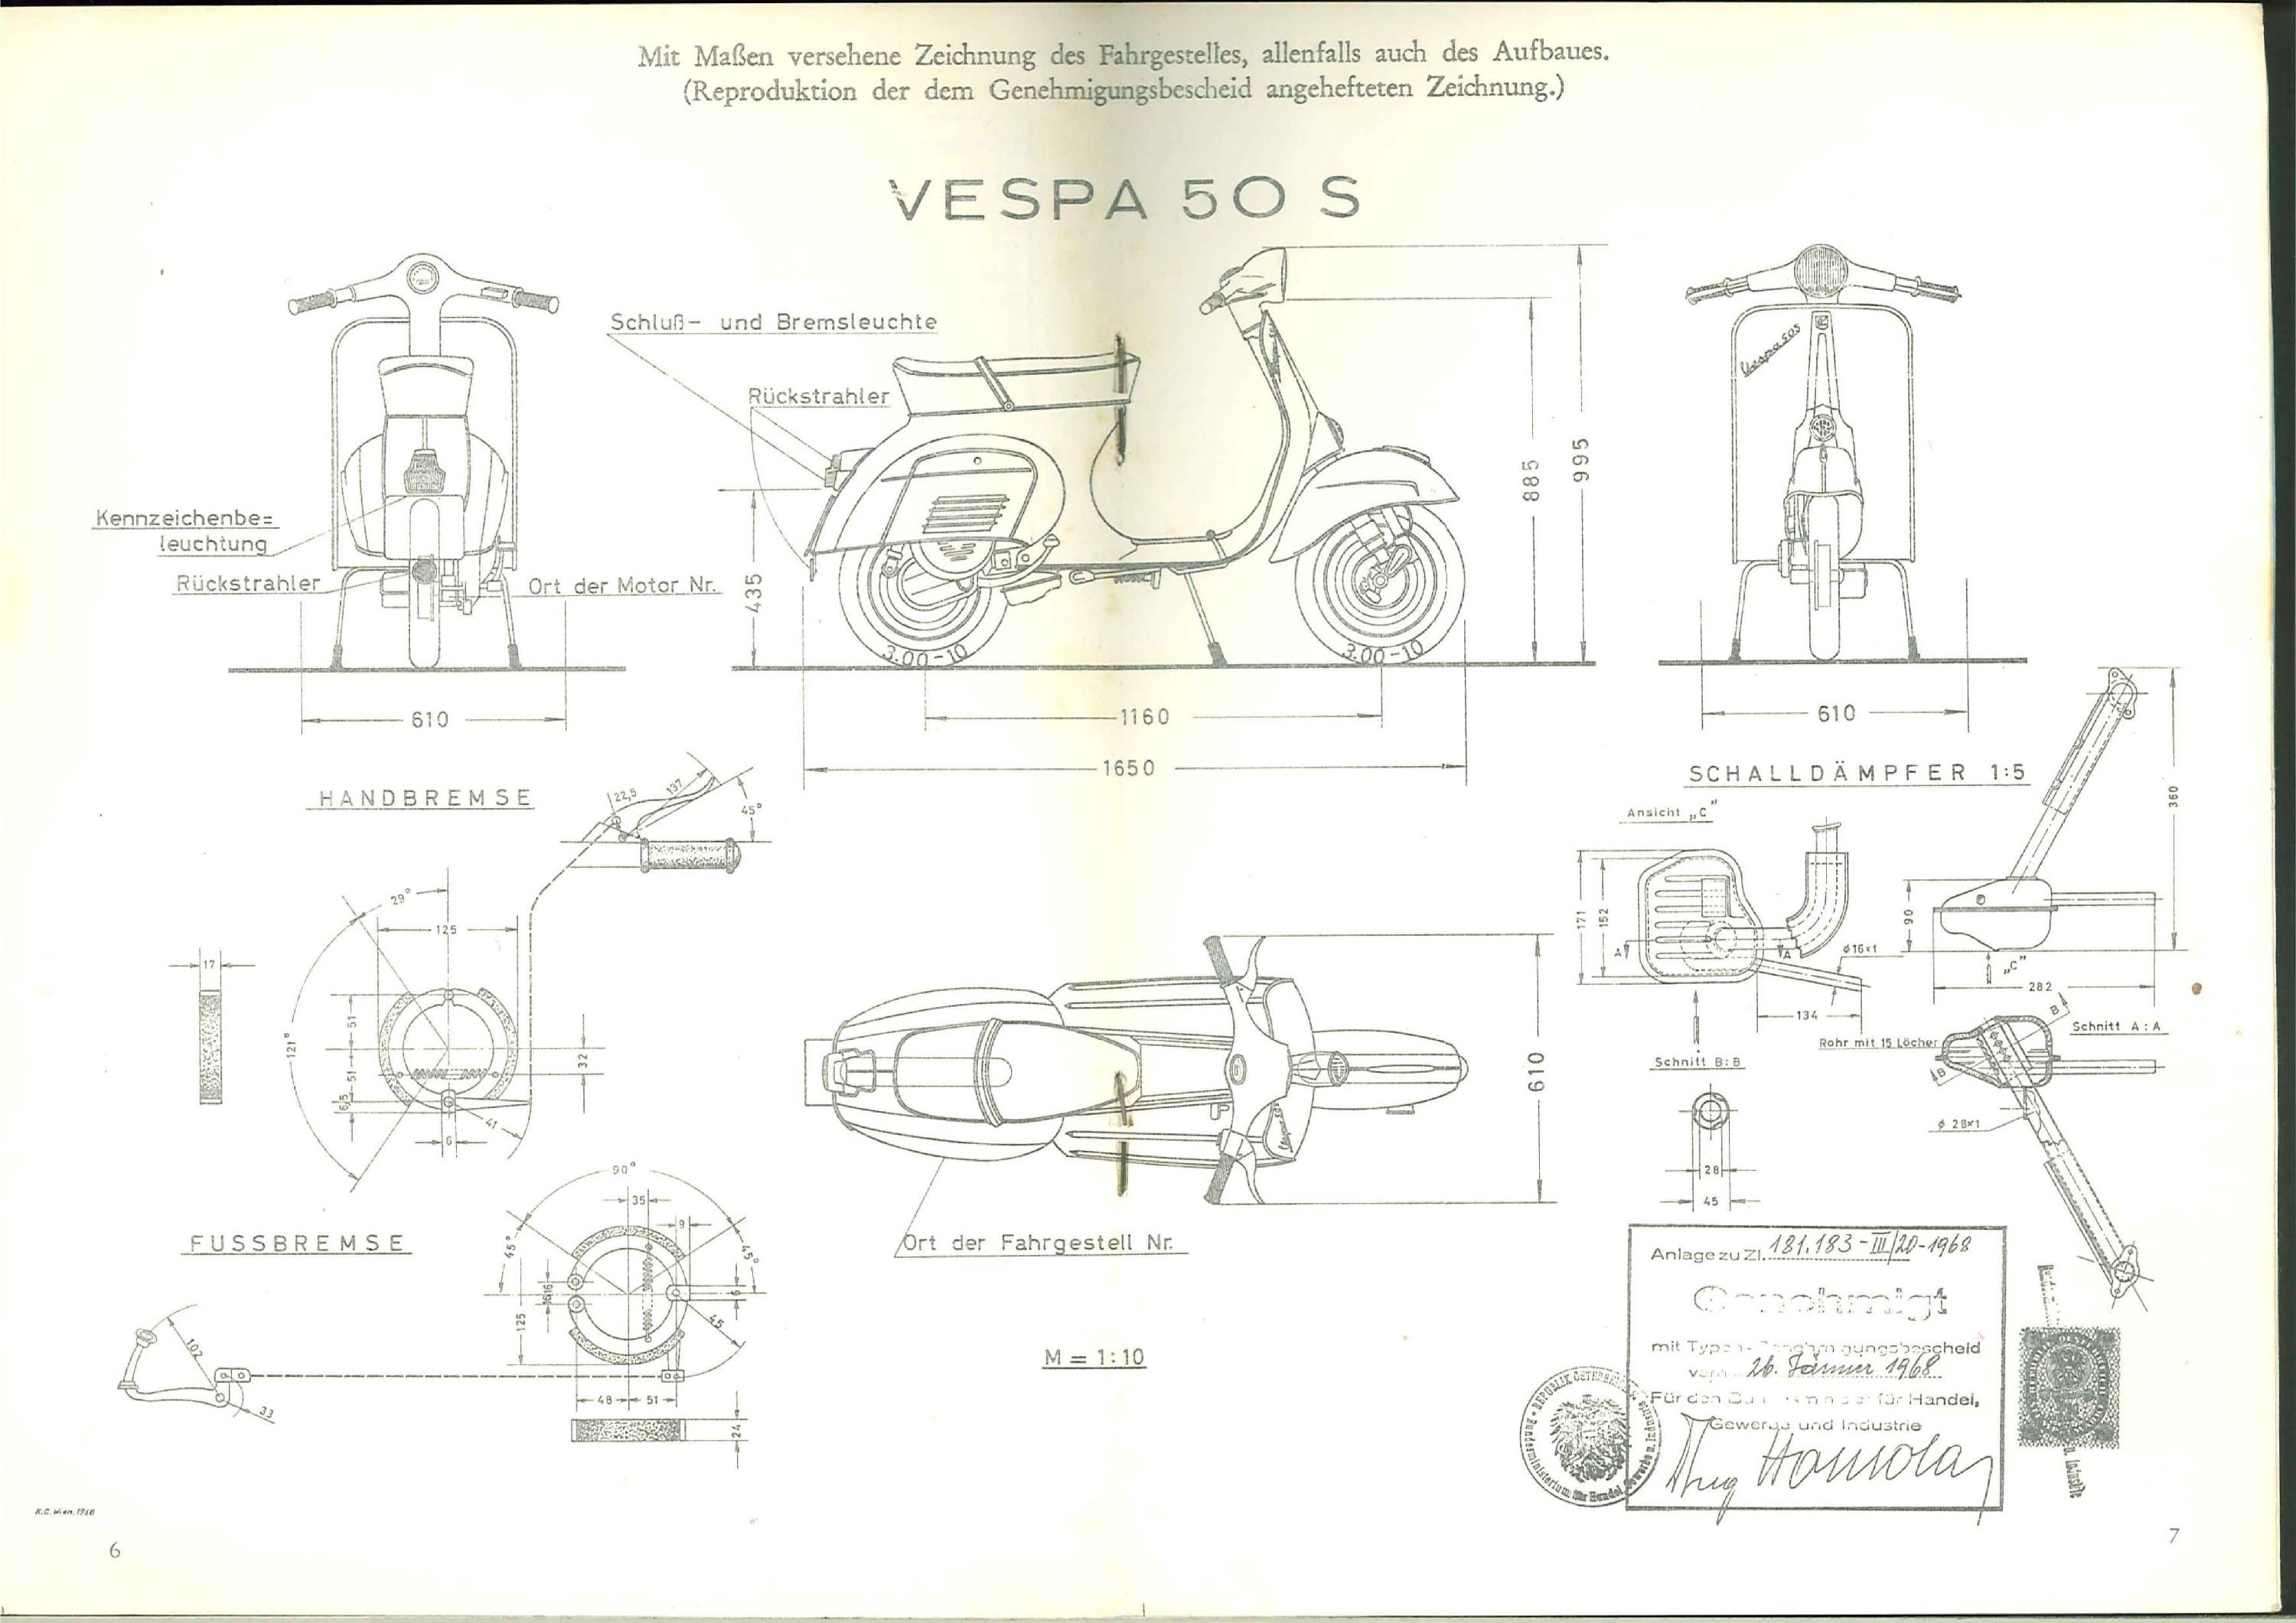 Mit Maßen versehene Zeichnung des Fahrgestelles, allenfalls auch des Aufbaues.
(Reproduktion der dem Genehmigungsbescheid angehefteten Zeichnung.)
VESPA 50 S
Schluß- und Bremsleuchte
Rückstrahler
Kennzeichenbe=
leuchtung
Rückstrahler
Ort der Motor Nr.
435
885
995
Vespa 50S
3.00-10
3.00-10
610
1160
1650
610
HANDBREMSE
22,5
137
45°
29°
125
17
121°
51
51
6,5
32
41
6
FUSSBREMSE
90°
35
9
45°
45°
16
16
125
6
45
102
33
48
51
24
610
Ort der Fahrgestell Nr.
M = 1:10
SCHALLDÄMPFER 1:5
Ansicht „C"
360
171
152
90
A
A
ϕ16×1
„C"
282
134
Schnitt A:A
B
B
Rohr mit 15 Löcher
Schnitt B:B
ϕ 28×1
28
45
Anlage zu Zl. 181.183-III/20-1968
Genehmigt
mit Typen-Genehmigungsbescheid
vom 26. Jänner 1968
Für den Bundesminister für Handel,
Gewerbe und Industrie
REPUBLIK ÖSTERREICH
Bundesministerium für Handel, Gewerbe u. Industrie
u. Industrie
K.C. Wien, 1968
6
7